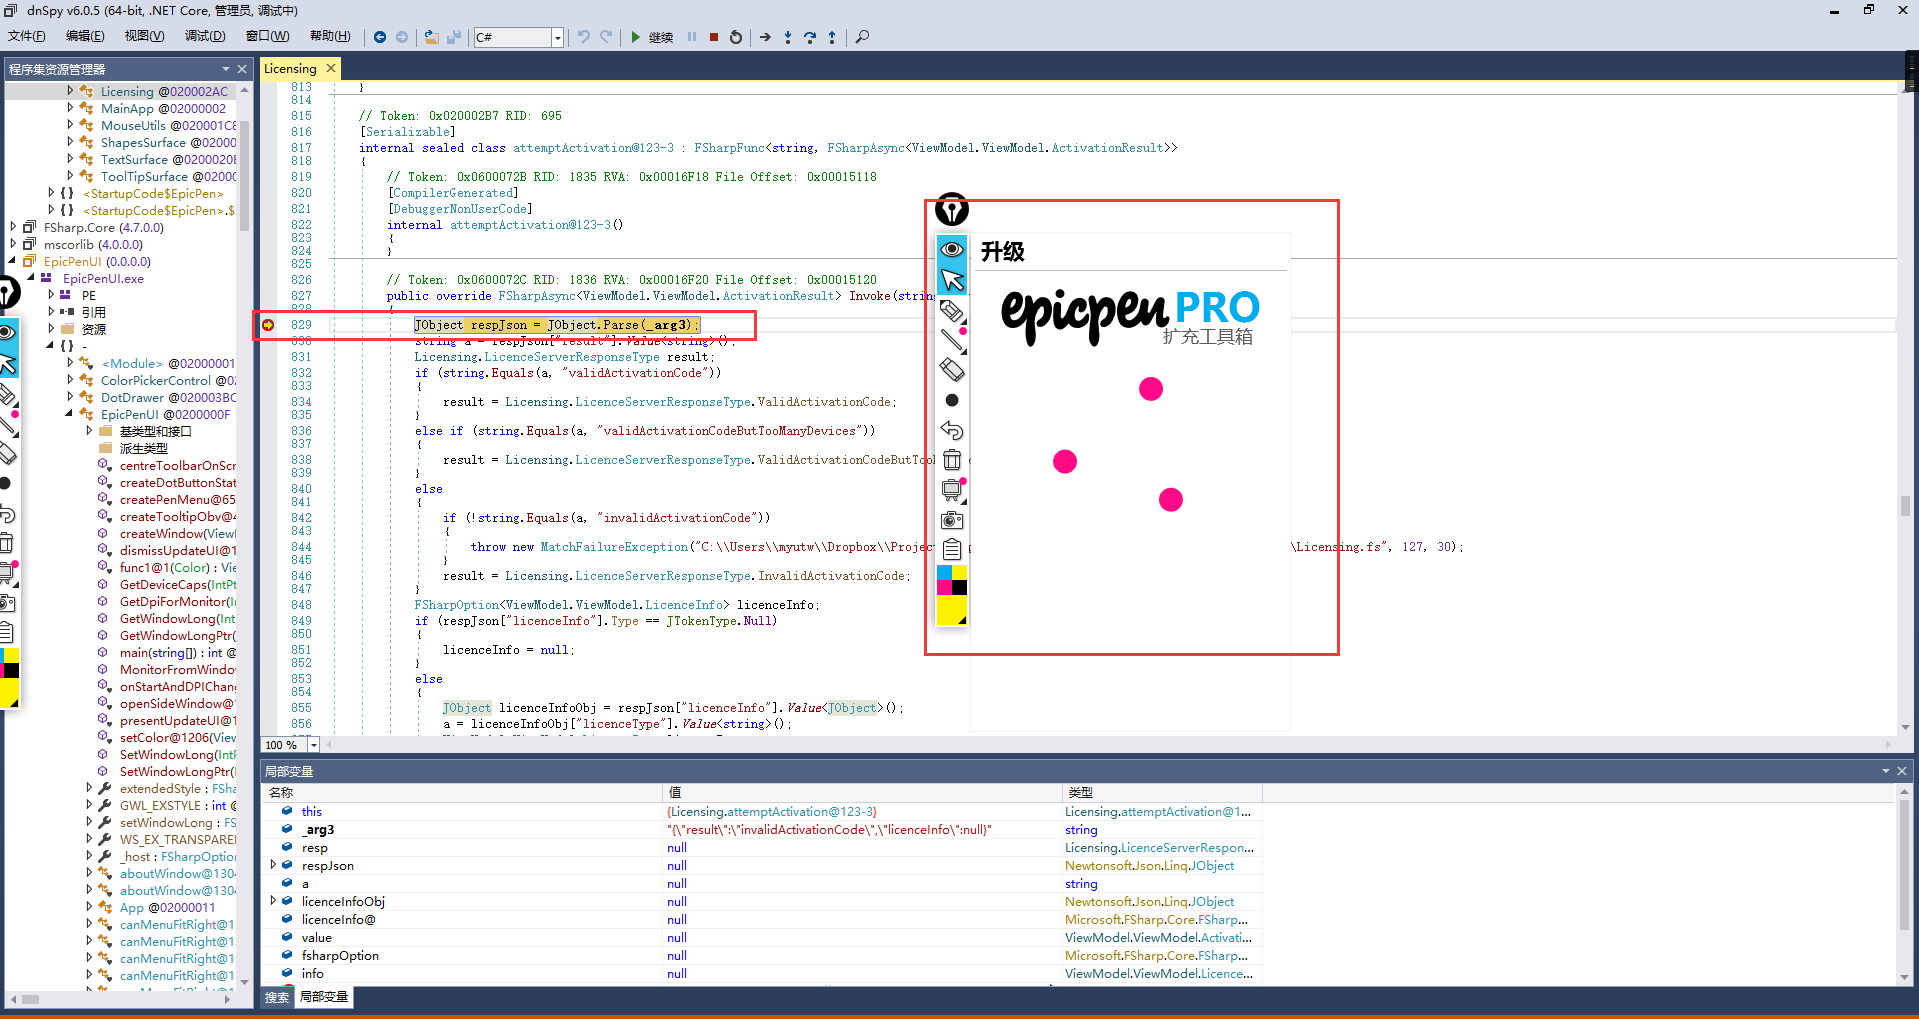 dnSpy v6.0.5 (64-bit, .NET Core, 管理员, 调试中)
文件(F) 编辑(E) 视图(V) 调试(D) 窗口(W) 帮助(H) C# 继续
程序集资源管理器
Licensing @020002AC
MainApp @02000002
MouseUtils @020001C8
ShapesSurface @02000
TextSurface @0200020E
ToolTipSurface @02000
{} <StartupCode$EpicPen>
{} <StartupCode$EpicPen>.$
FSharp.Core (4.7.0.0)
mscorlib (4.0.0.0)
EpicPenUI (0.0.0.0)
EpicPenUI.exe
PE
引用
资源
{} -
<Module> @02000001
ColorPickerControl @02
DotDrawer @020003BC
EpicPenUI @0200000F
基类型和接口
派生类型
centreToolbarOnScr
createDotButtonStat
createPenMenu@65
createTooltipObv@4
createWindow(View
dismissUpdateUI@1
func1@1(Color) : Vie
GetDeviceCaps(IntPt
GetDpiForMonitor(In
GetWindowLong(Int
GetWindowLongPtr(
main(string[]) : int @
MonitorFromWindow
onStartAndDPIChang
openSideWindow@1
presentUpdateUI@1
setColor@1206(View
SetWindowLong(IntP
SetWindowLongPtr(I
extendedStyle : FSha
GWL_EXSTYLE : int @
setWindowLong : FS
WS_EX_TRANSPAREN
_host : FSharpOption
aboutWindow@1304
aboutWindow@1304
App @02000011
canMenuFitRight@1
canMenuFitRight@1
canMenuFitRight@1
canMenuFitRight@1
Licensing
813 }
814
815 // Token: 0x020002B7 RID: 695
816 [Serializable]
817 internal sealed class attemptActivation@123-3 : FSharpFunc<string, FSharpAsync<ViewModel.ViewModel.ActivationResult>>
818 {
819 // Token: 0x0600072B RID: 1835 RVA: 0x00016F18 File Offset: 0x00015118
820 [CompilerGenerated]
821 [DebuggerNonUserCode]
822 internal attemptActivation@123-3()
823 {
824 }
825
826 // Token: 0x0600072C RID: 1836 RVA: 0x00016F20 File Offset: 0x00015120
827 public override FSharpAsync<ViewModel.ViewModel.ActivationResult> Invoke(string
828 {
829 JObject respJson = JObject.Parse(_arg3);
830 string a = respJson["result"].Value<string>();
831 Licensing.LicenceServerResponseType result;
832 if (string.Equals(a, "validActivationCode"))
833 {
834 result = Licensing.LicenceServerResponseType.ValidActivationCode;
835 }
836 else if (string.Equals(a, "validActivationCodeButTooManyDevices"))
837 {
838 result = Licensing.LicenceServerResponseType.ValidActivationCodeButToo
839 }
840 else
841 {
842 if (!string.Equals(a, "invalidActivationCode"))
843 {
844 throw new MatchFailureException("C:\\Users\\myutw\\Dropbox\\Project \Licensing.fs", 127, 30);
845 }
846 result = Licensing.LicenceServerResponseType.InvalidActivationCode;
847 }
848 FSharpOption<ViewModel.ViewModel.LicenceInfo> licenceInfo;
849 if (respJson["licenceInfo"].Type == JTokenType.Null)
850 {
851 licenceInfo = null;
852 }
853 else
854 {
855 JObject licenceInfoObj = respJson["licenceInfo"].Value<JObject>();
856 a = licenceInfoObj["licenceType"].Value<string>();
100 %
升级
epicpen PRO
扩充工具箱
局部变量
名称 值 类型
this {Licensing.attemptActivation@123-3} Licensing.attemptActivation@1...
_arg3 "{\"result\":\"invalidActivationCode\",\"licenceInfo\":null}" string
resp null Licensing.LicenceServerRespon...
respJson null Newtonsoft.Json.Linq.JObject
a null string
licenceInfoObj null Newtonsoft.Json.Linq.JObject
licenceInfo@ null Microsoft.FSharp.Core.FSharp...
value null ViewModel.ViewModel.Activati...
fsharpOption null Microsoft.FSharp.Core.FSharp...
info null ViewModel.ViewModel.Licence...
搜索 局部变量